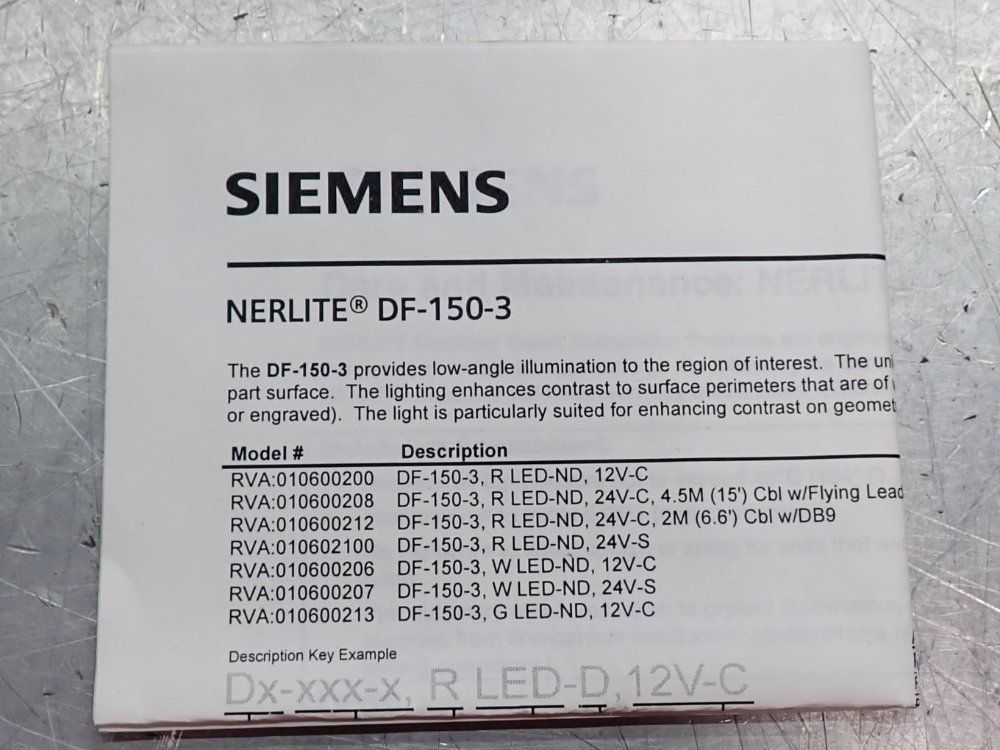 SIEMENS
NERLITE® DF-150-3
The DF-150-3 provides low-angle illumination to the region of interest. The
part surface. The lighting enhances contrast to surface perimeters that are of
or engraved). The light is particularly suited for enhancing contrast on
Model # Description
RVA:010600200 DF-150-3, R LED-ND, 12V-C
RVA:010600208 DF-150-3, R LED-ND, 24V-C, 4.5M (15') Cbl w/Flying Lead
RVA:010600212 DF-150-3, R LED-ND, 24V-C, 2M (6.6') Cbl w/DB9
RVA:010602100 DF-150-3, R LED-ND, 24V-S
RVA:010600206 DF-150-3, W LED-ND, 12V-C
RVA:010600207 DF-150-3, W LED-ND, 24V-S
RVA:010600213 DF-150-3, G LED-ND, 12V-C
Description Key Example
Dx-xxx-x, R LED-D, 12V-C